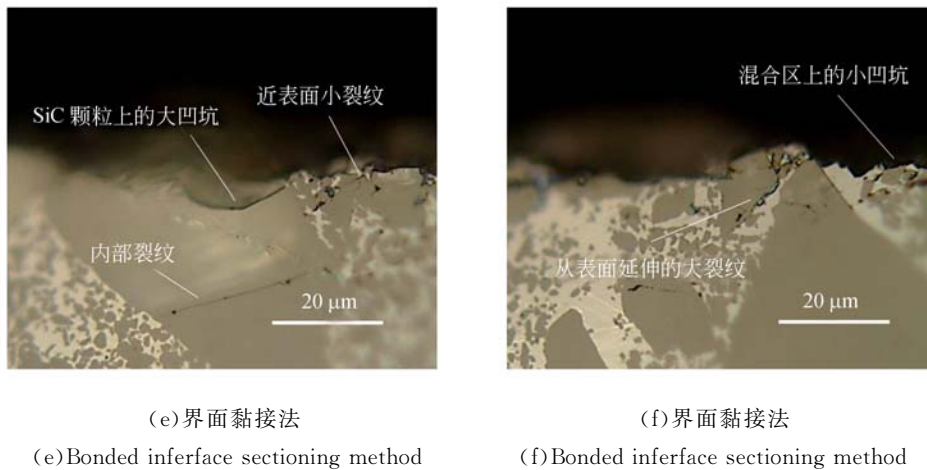 近表面小裂纹
SiC 颗粒上的大凹坑
内部裂纹
20 μm
混合区上的小凹坑
从表面延伸的大裂纹
20 μm
(e)界面黏接法
(e)Bonded inferface sectioning method
(f)界面黏接法
(f)Bonded inferface sectioning method